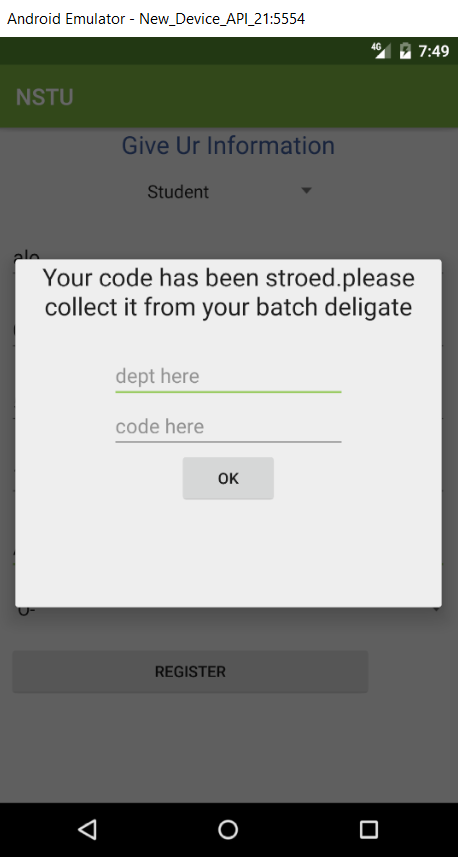 Android Emulator - New_Device_API_21:5554
4G 7:49
NSTU
Give Ur Information
Student
Your code has been stroed.please
collect it from your batch deligate
dept here
code here
OK
REGISTER